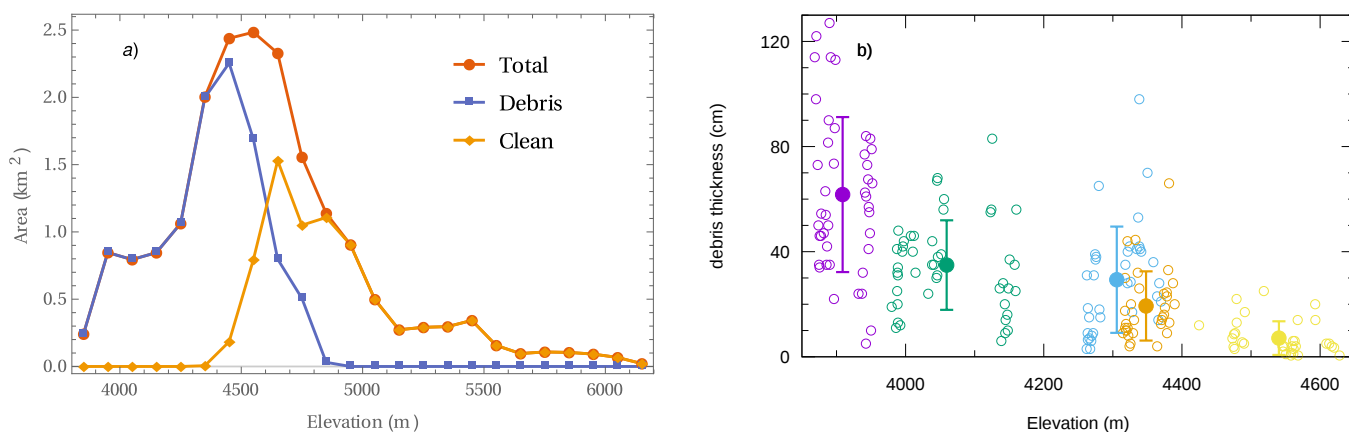 a)
Total
Debris
Clean
2.5
2.0
1.5
1.0
0.5
0.0
Area (km 2 )
4000 4500 5000 5500 6000
Elevation (m)
b)
120
80
40
0
debris thickness (cm)
4000 4200 4400 4600
Elevation (m)